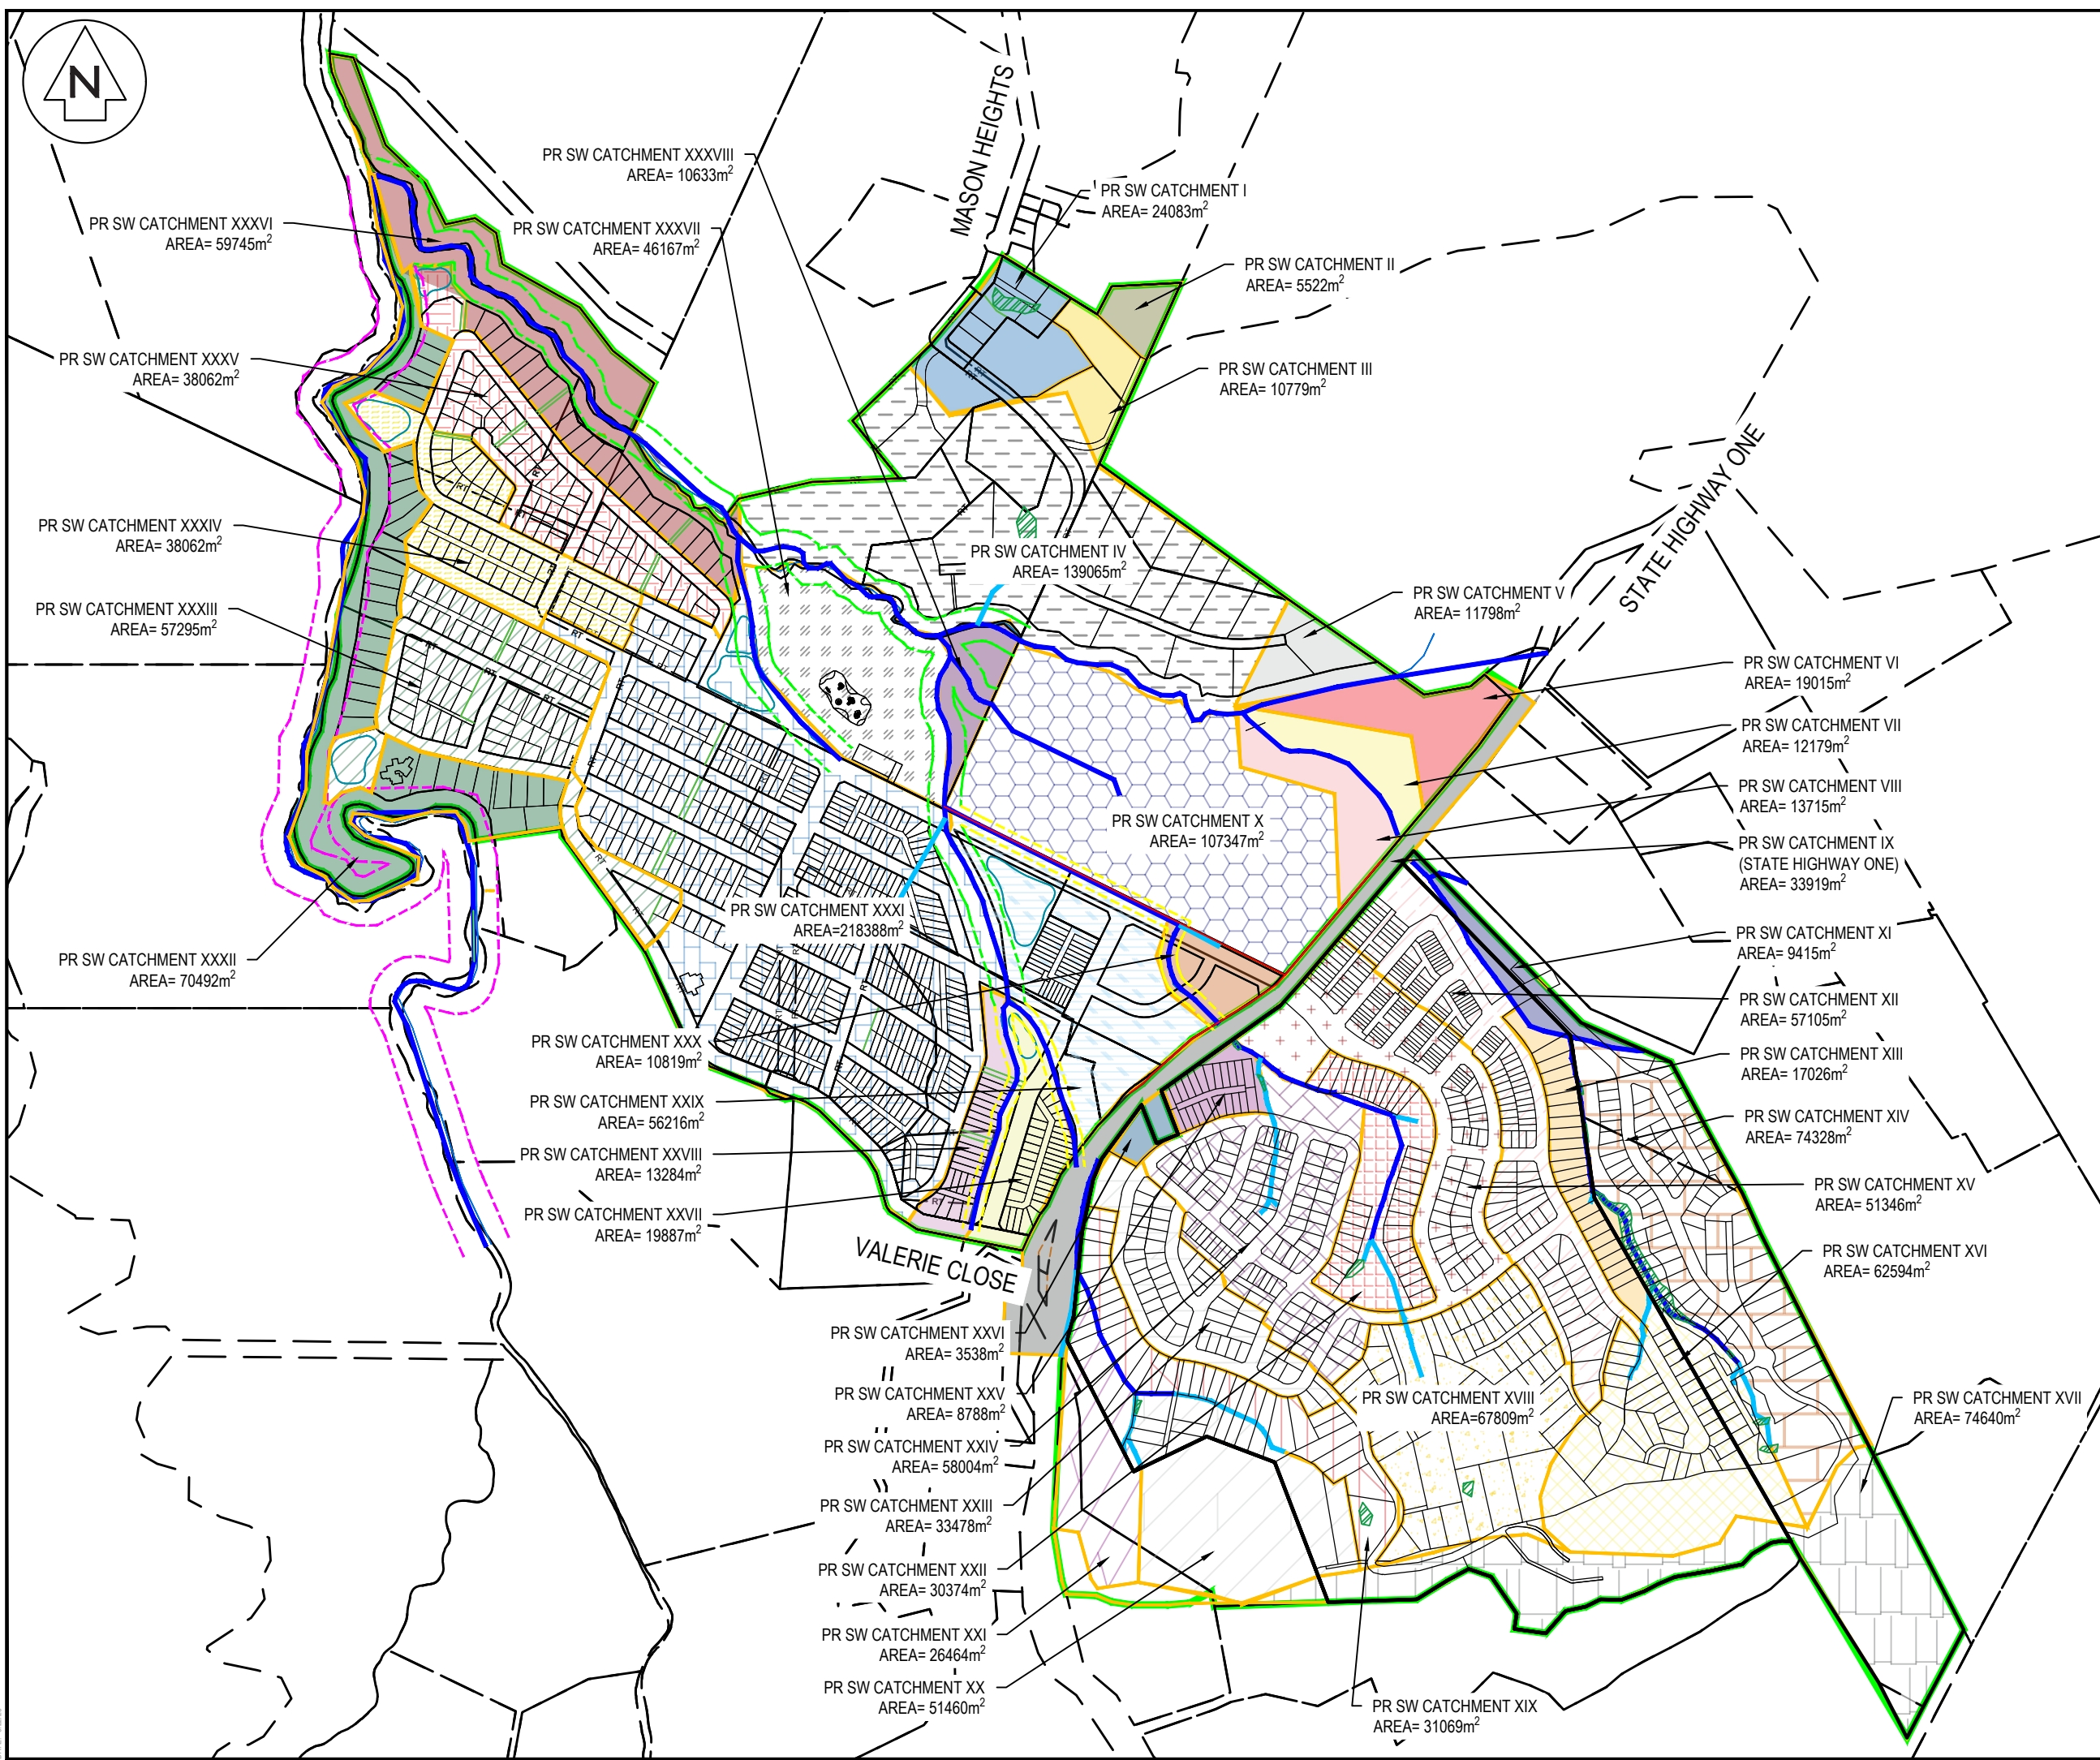 N
MASON HEIGHTS
STATE HIGHWAY ONE
VALERIE CLOSE
PR SW CATCHMENT XXXVIII
AREA= 10633m²
PR SW CATCHMENT XXXVII
AREA= 46167m²
PR SW CATCHMENT XXXVI
AREA= 59745m²
PR SW CATCHMENT XXXV
AREA= 38062m²
PR SW CATCHMENT XXXIV
AREA= 38062m²
PR SW CATCHMENT XXXIII
AREA= 57295m²
PR SW CATCHMENT XXXII
AREA= 70492m²
PR SW CATCHMENT XXXI
AREA=218388m²
PR SW CATCHMENT XXX
AREA= 10819m²
PR SW CATCHMENT XXIX
AREA= 56216m²
PR SW CATCHMENT XXVIII
AREA= 13284m²
PR SW CATCHMENT XXVII
AREA= 19887m²
PR SW CATCHMENT XXVI
AREA= 3538m²
PR SW CATCHMENT XXV
AREA= 8788m²
PR SW CATCHMENT XXIV
AREA= 58004m²
PR SW CATCHMENT XXIII
AREA= 33478m²
PR SW CATCHMENT XXII
AREA= 30374m²
PR SW CATCHMENT XXI
AREA= 26464m²
PR SW CATCHMENT XX
AREA= 51460m²
PR SW CATCHMENT I
AREA= 24083m²
PR SW CATCHMENT II
AREA= 5522m²
PR SW CATCHMENT III
AREA= 10779m²
PR SW CATCHMENT IV
AREA= 139065m²
PR SW CATCHMENT V
AREA= 11798m²
PR SW CATCHMENT VI
AREA= 19015m²
PR SW CATCHMENT VII
AREA= 12179m²
PR SW CATCHMENT VIII
AREA= 13715m²
PR SW CATCHMENT IX
(STATE HIGHWAY ONE)
AREA= 33919m²
PR SW CATCHMENT X
AREA= 107347m²
PR SW CATCHMENT XI
AREA= 9415m²
PR SW CATCHMENT XII
AREA= 57105m²
PR SW CATCHMENT XIII
AREA= 17026m²
PR SW CATCHMENT XIV
AREA= 74328m²
PR SW CATCHMENT XV
AREA= 51346m²
PR SW CATCHMENT XVI
AREA= 62594m²
PR SW CATCHMENT XVII
AREA= 74640m²
PR SW CATCHMENT XVIII
AREA=67809m²
PR SW CATCHMENT XIX
AREA= 31069m²